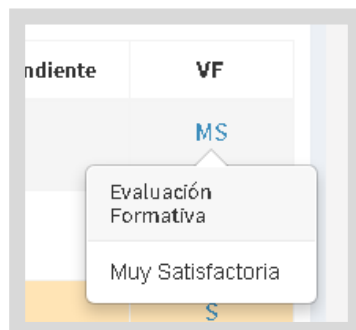 ndiente VF
MS
Evaluación
Formativa
Muy Satisfactoria
S